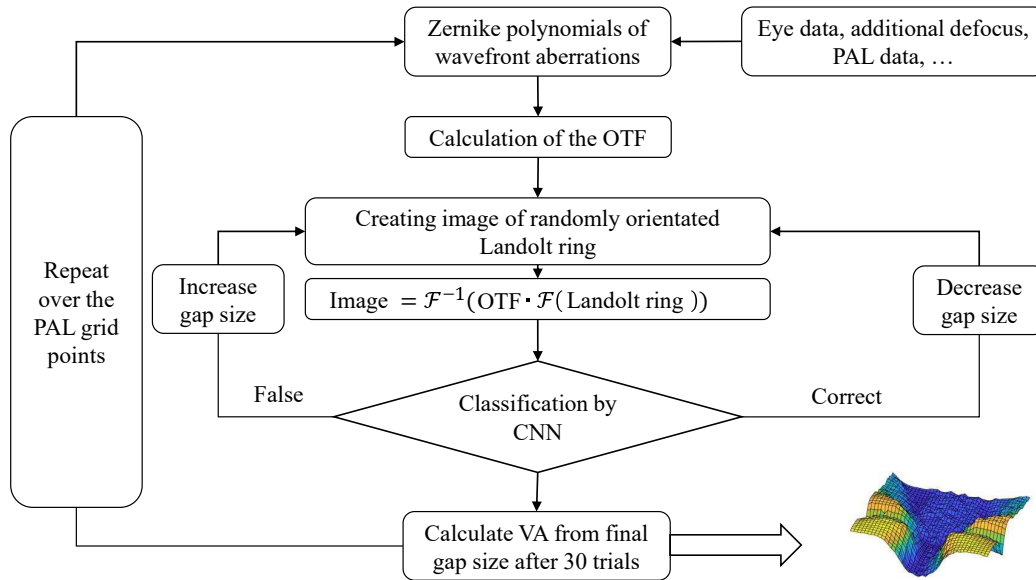 Zernike polynomials of
wavefront aberrations
Eye data, additional defocus,
PAL data, …
Calculation of the OTF
Creating image of randomly orientated
Landolt ring
Repeat
over the
PAL grid
points
Increase
gap size
Image = ℱ⁻¹(OTF · ℱ( Landolt ring ))
Decrease
gap size
False
Classification by
CNN
Correct
Calculate VA from final
gap size after 30 trials